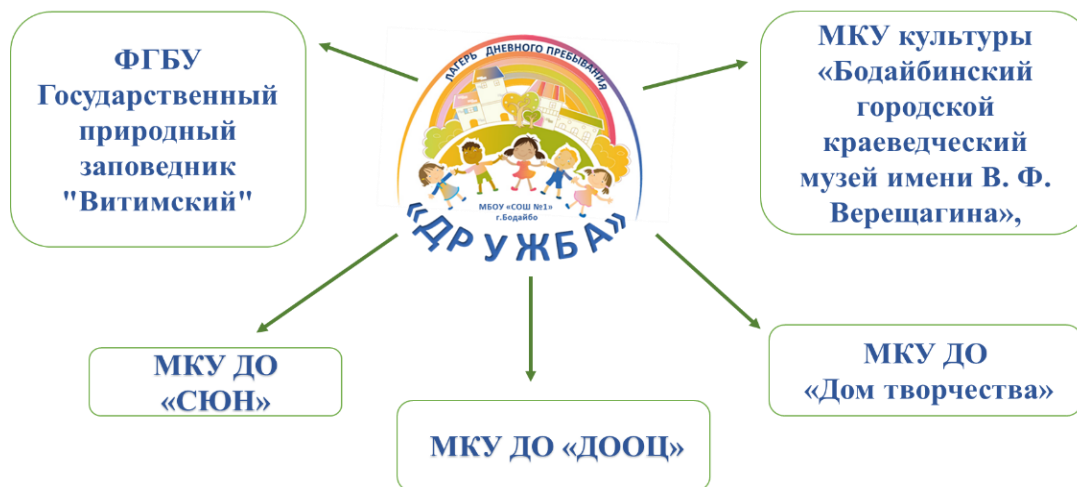 ФГБУ
Государственный
природный
заповедник
"Витимский"
ЛАГЕРЬ ДНЕВНОГО ПРЕБЫВАНИЯ
МБОУ «СОШ №1»
г.Бодайбо
«ДРУЖБА»
МКУ культуры
«Бодайбинский
городской
краеведческий
музей имени В. Ф.
Верещагина»,
МКУ ДО
«СЮН»
МКУ ДО «ДООЦ»
МКУ ДО
«Дом творчества»